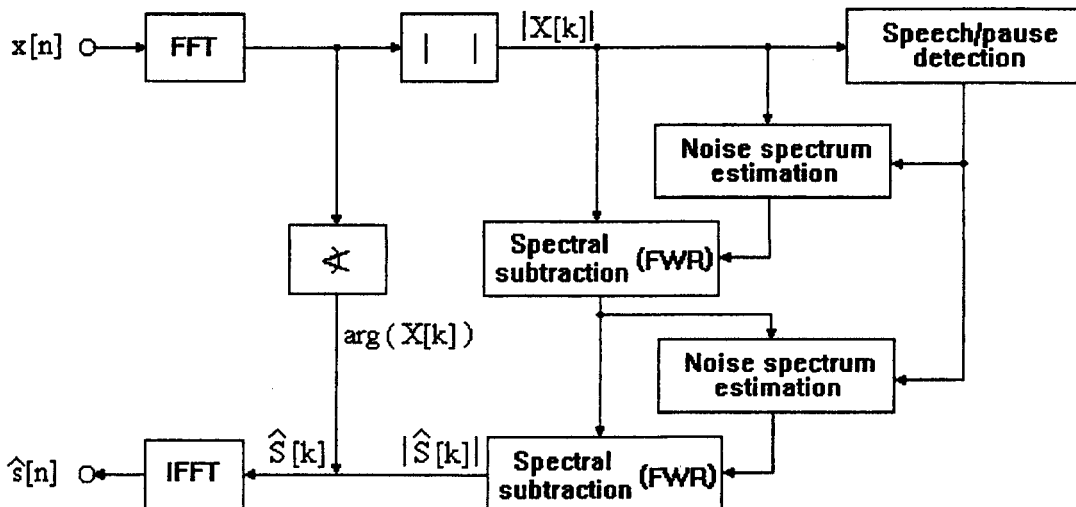 x[n]
FFT
| |
|X[k]|
Speech/pause
detection
Noise spectrum
estimation
Spectral
subtraction (FWR)
∢
arg(X[k])
Noise spectrum
estimation
ŝ[n]
IFFT
Ŝ[k]
|Ŝ[k]|
Spectral
subtraction (FWR)